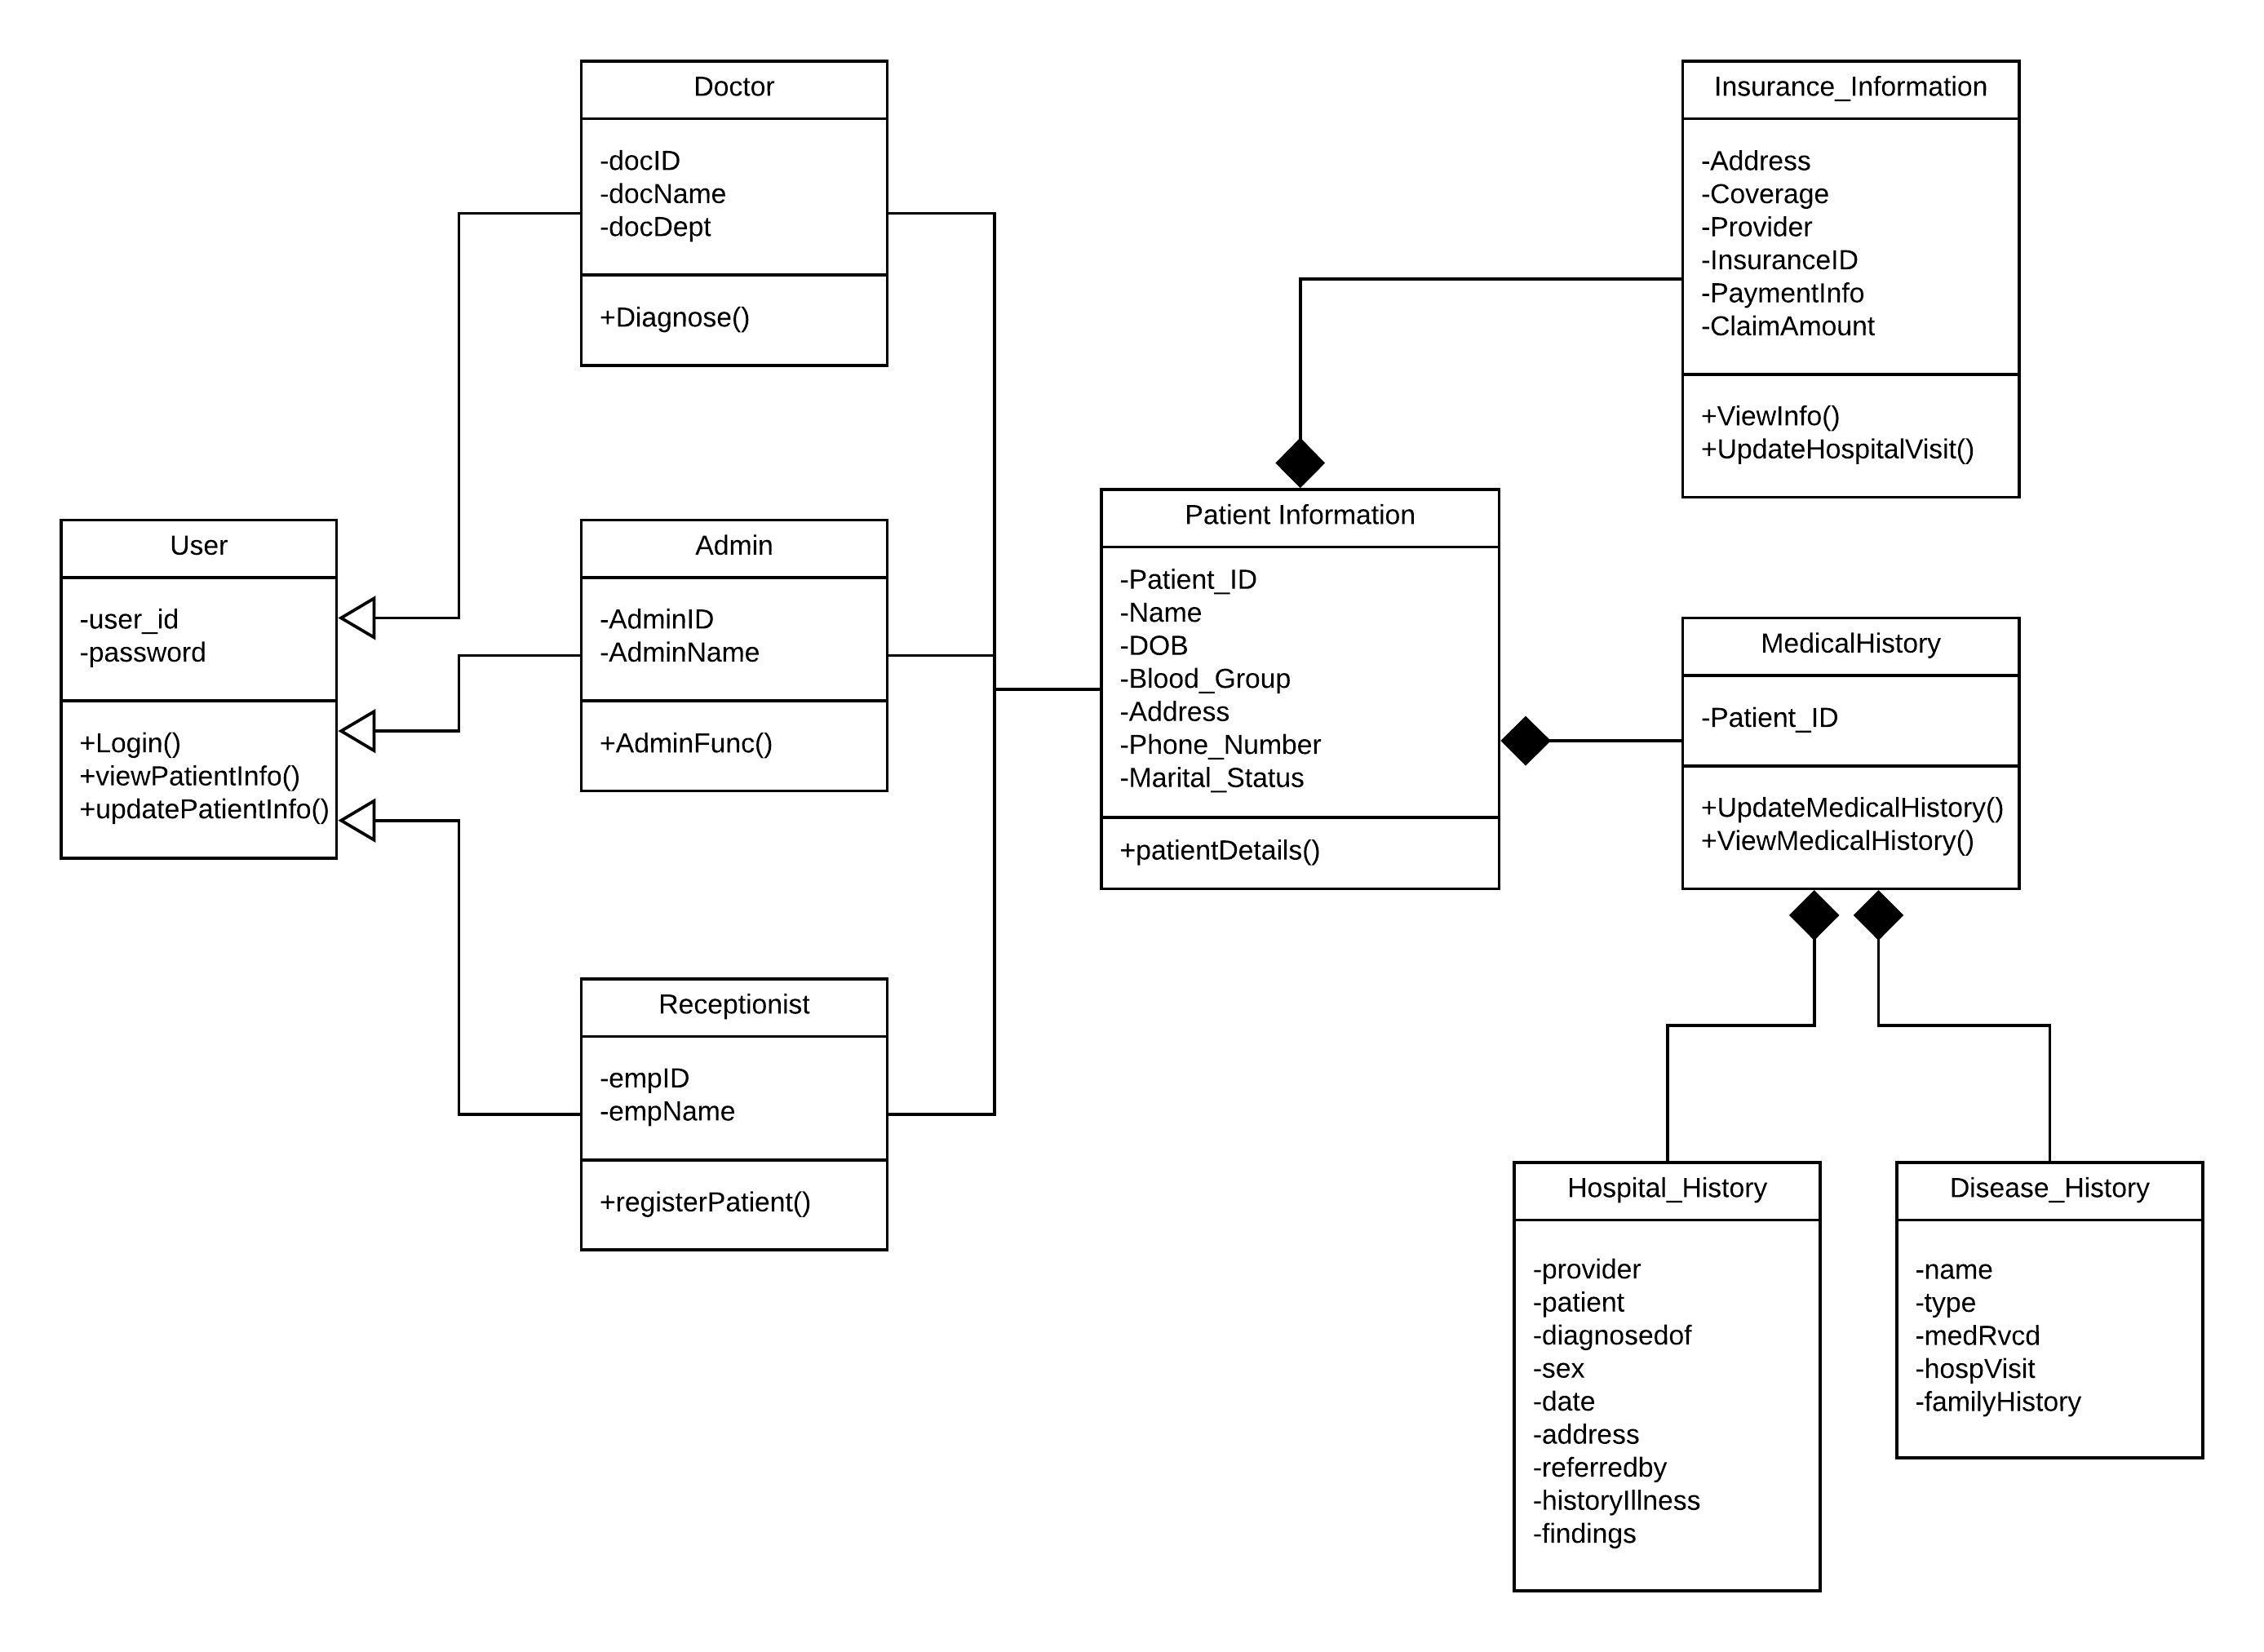 Doctor
-docID
-docName
-docDept
+Diagnose()
Insurance_Information
-Address
-Coverage
-Provider
-InsuranceID
-PaymentInfo
-ClaimAmount
+ViewInfo()
+UpdateHospitalVisit()
User
-user_id
-password
+Login()
+viewPatientInfo()
+updatePatientInfo()
Admin
-AdminID
-AdminName
+AdminFunc()
Patient Information
-Patient_ID
-Name
-DOB
-Blood_Group
-Address
-Phone_Number
-Marital_Status
+patientDetails()
MedicalHistory
-Patient_ID
+UpdateMedicalHistory()
+ViewMedicalHistory()
Receptionist
-empID
-empName
+registerPatient()
Hospital_History
-provider
-patient
-diagnosedof
-sex
-date
-address
-referredby
-historyIllness
-findings
Disease_History
-name
-type
-medRvcd
-hospVisit
-familyHistory